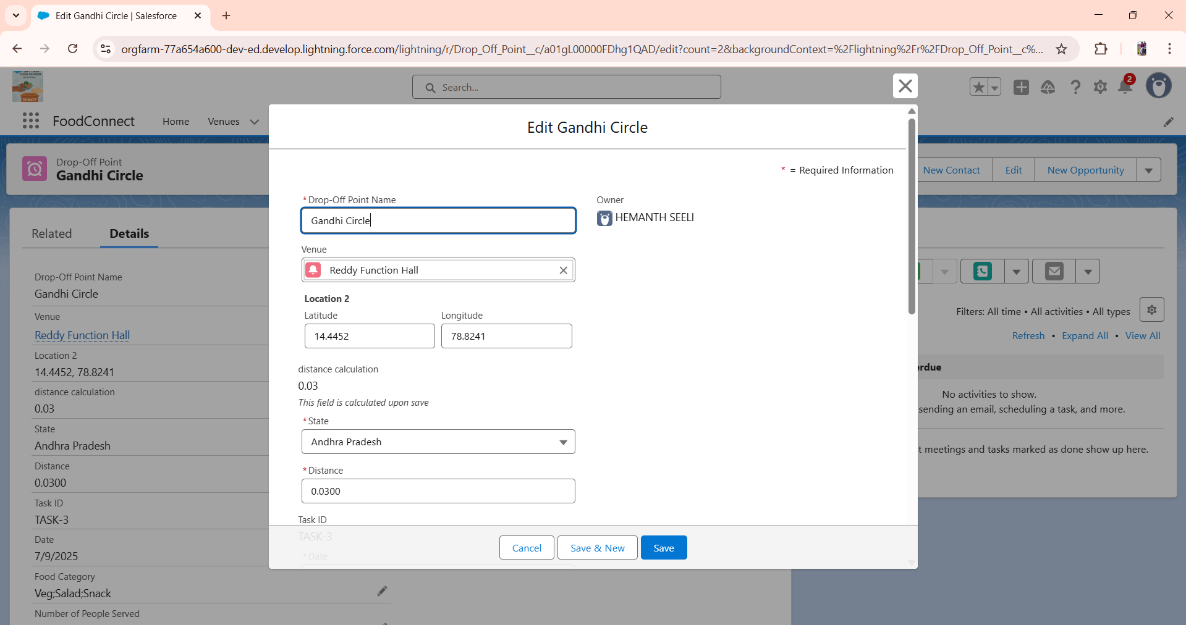 Edit Gandhi Circle | Salesforce
orgfarm-77a654a600-dev-ed.develop.lightning.force.com/lightning/r/Drop_Off_Point__c/a01gL00000FDhg1QAD/edit?count=2&backgroundContext=%2Flightning%2Fr%2FDrop_Off_Point__c%...
Search...
2
FoodConnect
Home
Venues
Drop-Off Point
Gandhi Circle
New Contact
Edit
New Opportunity
Related
Details
Drop-Off Point Name
Gandhi Circle
Venue
Reddy Function Hall
Location 2
14.4452, 78.8241
distance calculation
0.03
State
Andhra Pradesh
Distance
0.0300
Task ID
TASK-3
Date
7/9/2025
Food Category
Veg;Salad;Snack
Number of People Served
Edit Gandhi Circle
* = Required Information
*Drop-Off Point Name
Gandhi Circle
Owner
HEMANTH SEELI
Venue
Reddy Function Hall
Location 2
Latitude
Longitude
14.4452
78.8241
distance calculation
0.03
This field is calculated upon save
*State
Andhra Pradesh
*Distance
0.0300
Task ID
TASK-3
*Date
Cancel
Save & New
Save
Filters: All time • All activities • All types
Refresh • Expand All • View All
rdue
No activities to show.
sending an email, scheduling a task, and more.
t meetings and tasks marked as done show up here.